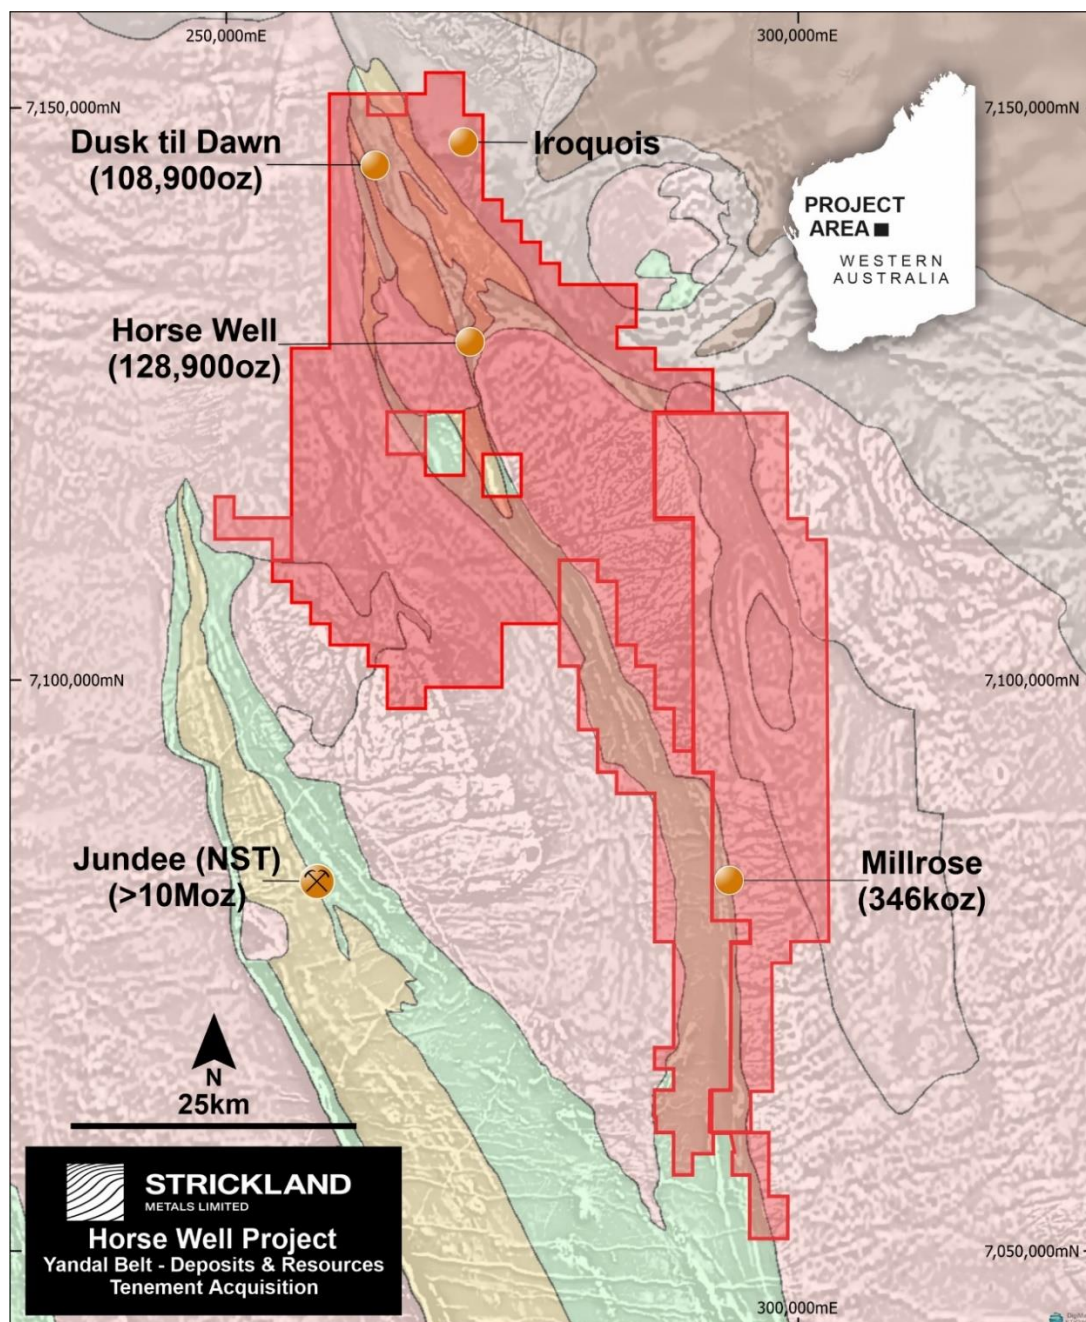 250,000mE
300,000mE
7,150,000mN
7,150,000mN
Dusk til Dawn
(108,900oz)
Iroquois
PROJECT
AREA
WESTERN
AUSTRALIA
Horse Well
(128,900oz)
7,100,000mN
7,100,000mN
Jundee (NST)
(>10Moz)
Millrose
(346koz)
N
25km
STRICKLAND
METALS LIMITED
Horse Well Project
Yandal Belt - Deposits & Resources
Tenement Acquisition
7,050,000mN
300,000mE